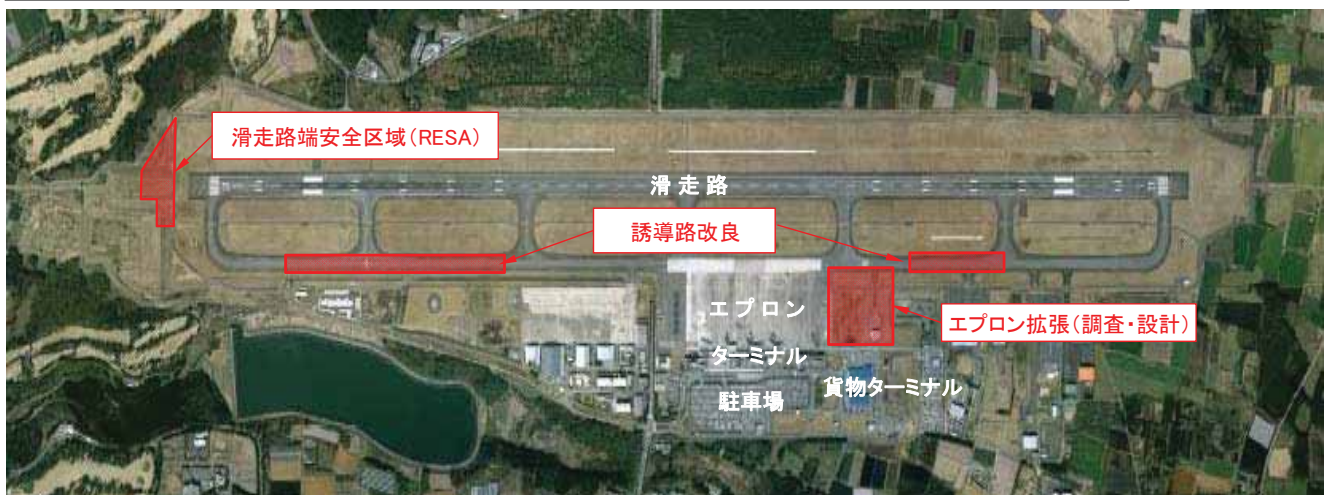 滑走路端安全区域(RESA)
滑走路
誘導路改良
エプロン
エプロン拡張(調査・設計)
ターミナル
駐車場
貨物ターミナル